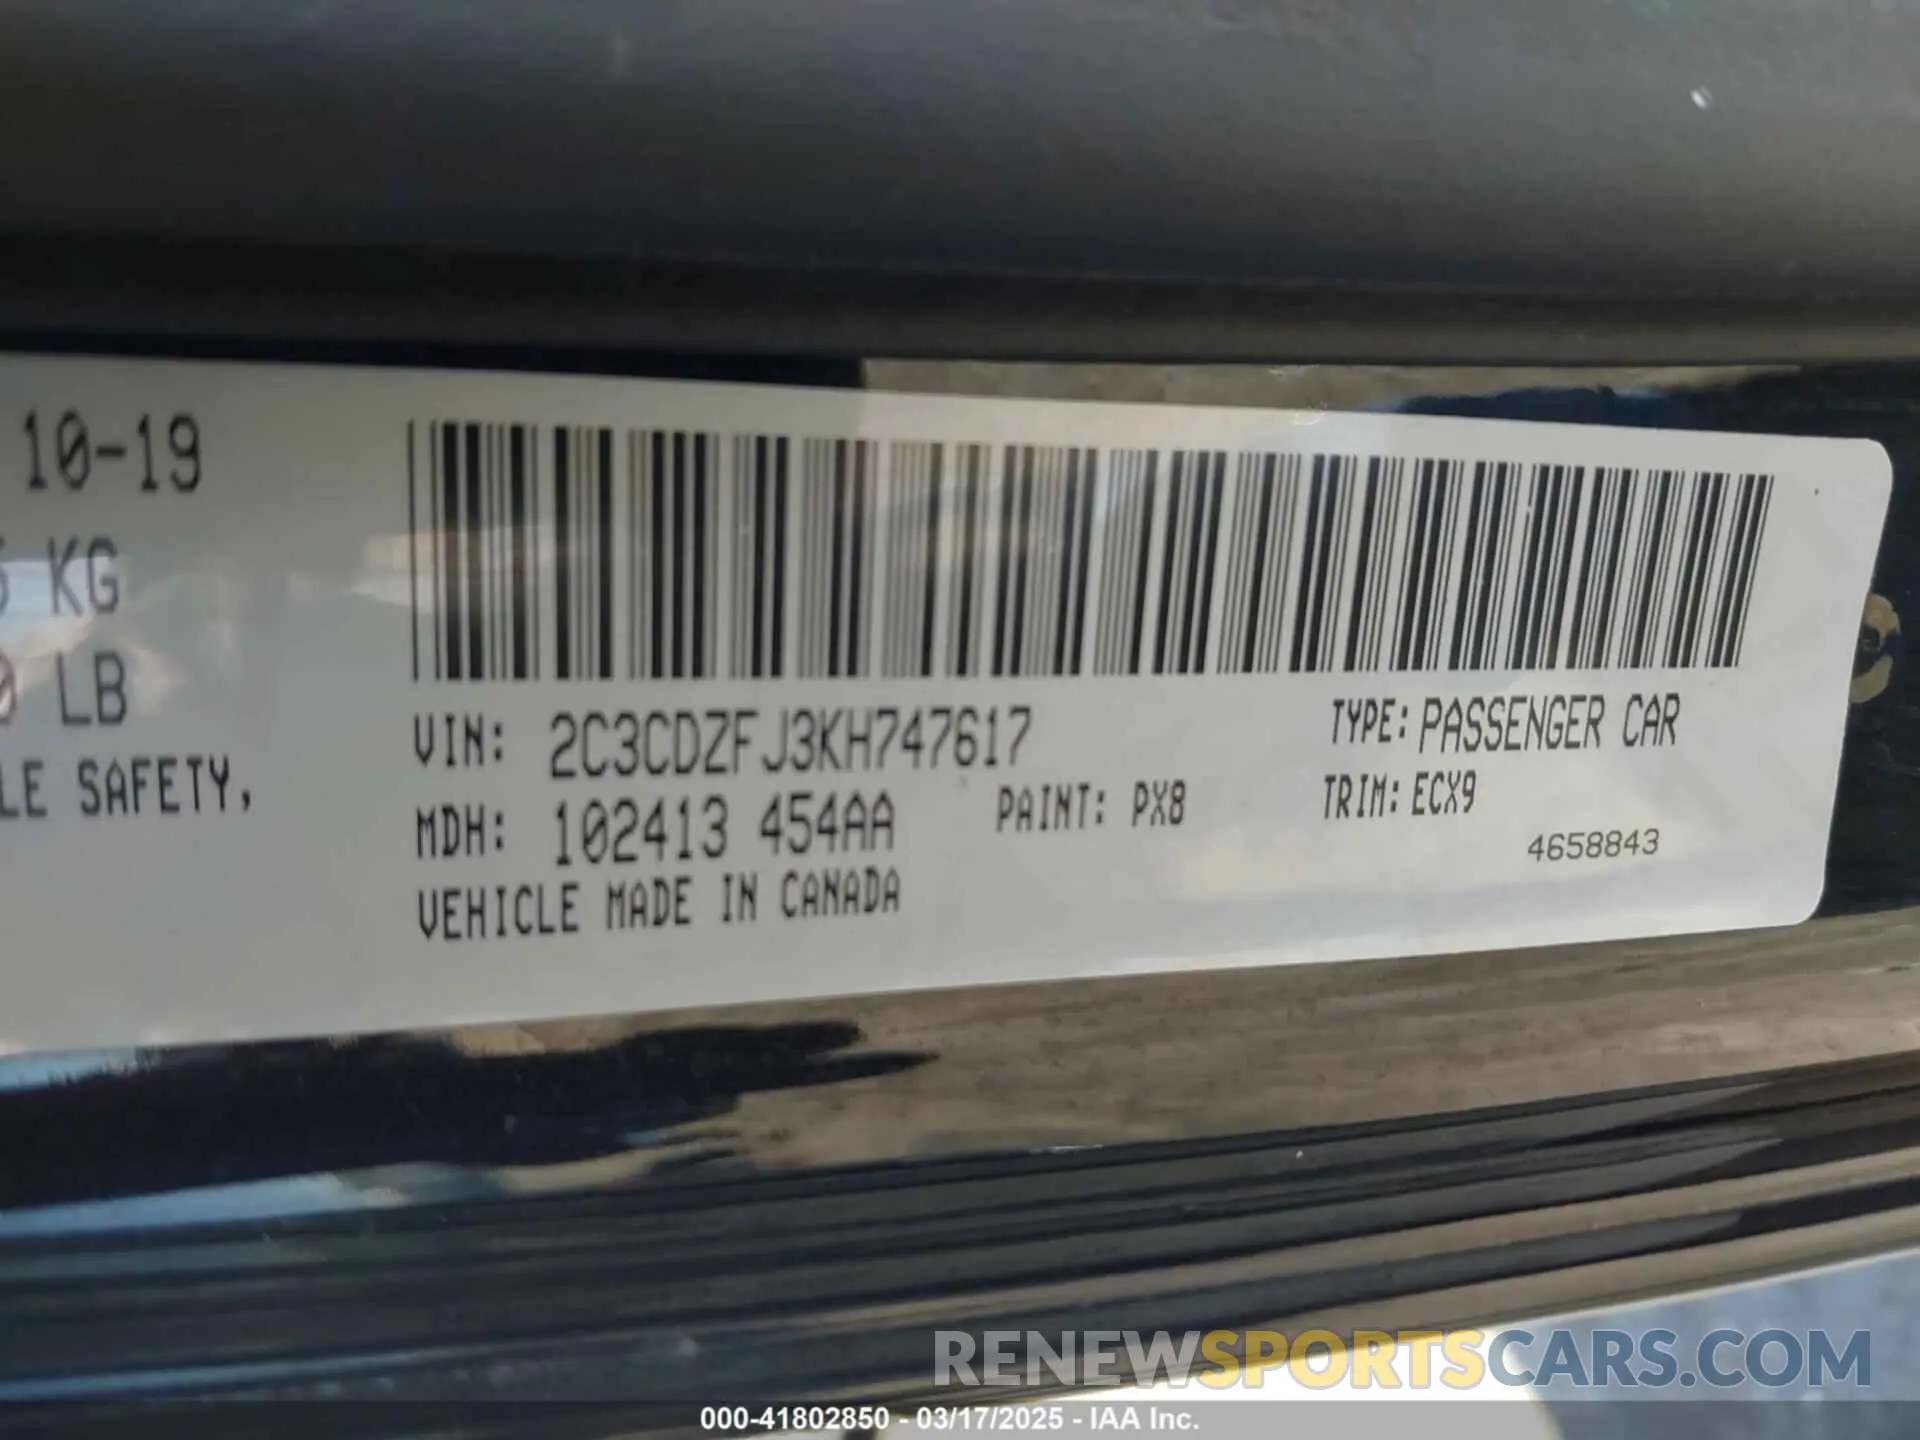 10-19
KG
LB
LE SAFETY,
VIN: 2C3CDZFJ3KH747617
TYPE: PASSENGER CAR
MDH: 102413 454AA
PAINT: PX8
TRIM: ECX9
4658843
VEHICLE MADE IN CANADA
RENEWSPORTSCARS.COM
000-41802850 - 03/17/2025 - IAA Inc.